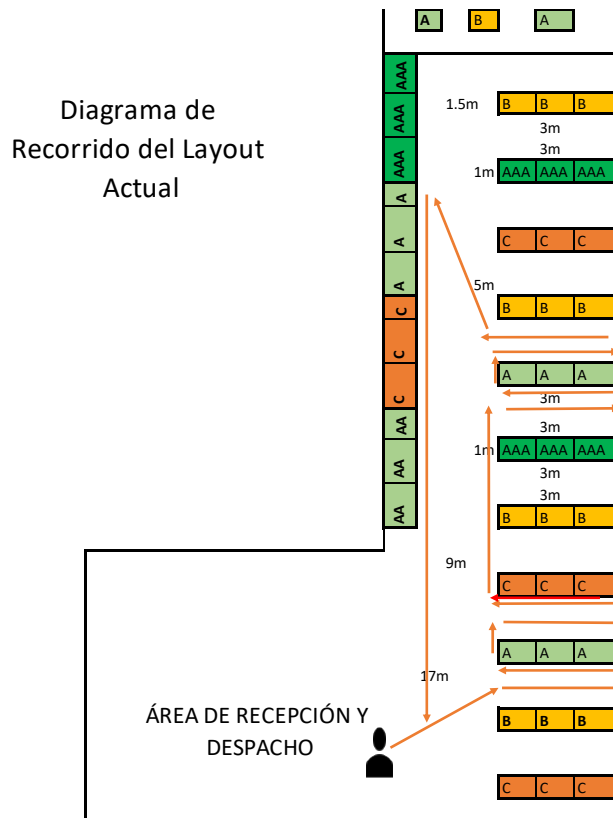 A B A
Diagrama de
Recorrido del Layout
Actual
AAA
AAA
AAA
A
A
A
C
C
C
AA
AA
AA
1.5m
B B B
3m
3m
1m
AAA AAA AAA
C C C
5m
B B B
A A A
3m
3m
1m
AAA AAA AAA
3m
3m
B B B
9m
C C C
A A A
17m
ÁREA DE RECEPCIÓN Y
DESPACHO
B B B
C C C